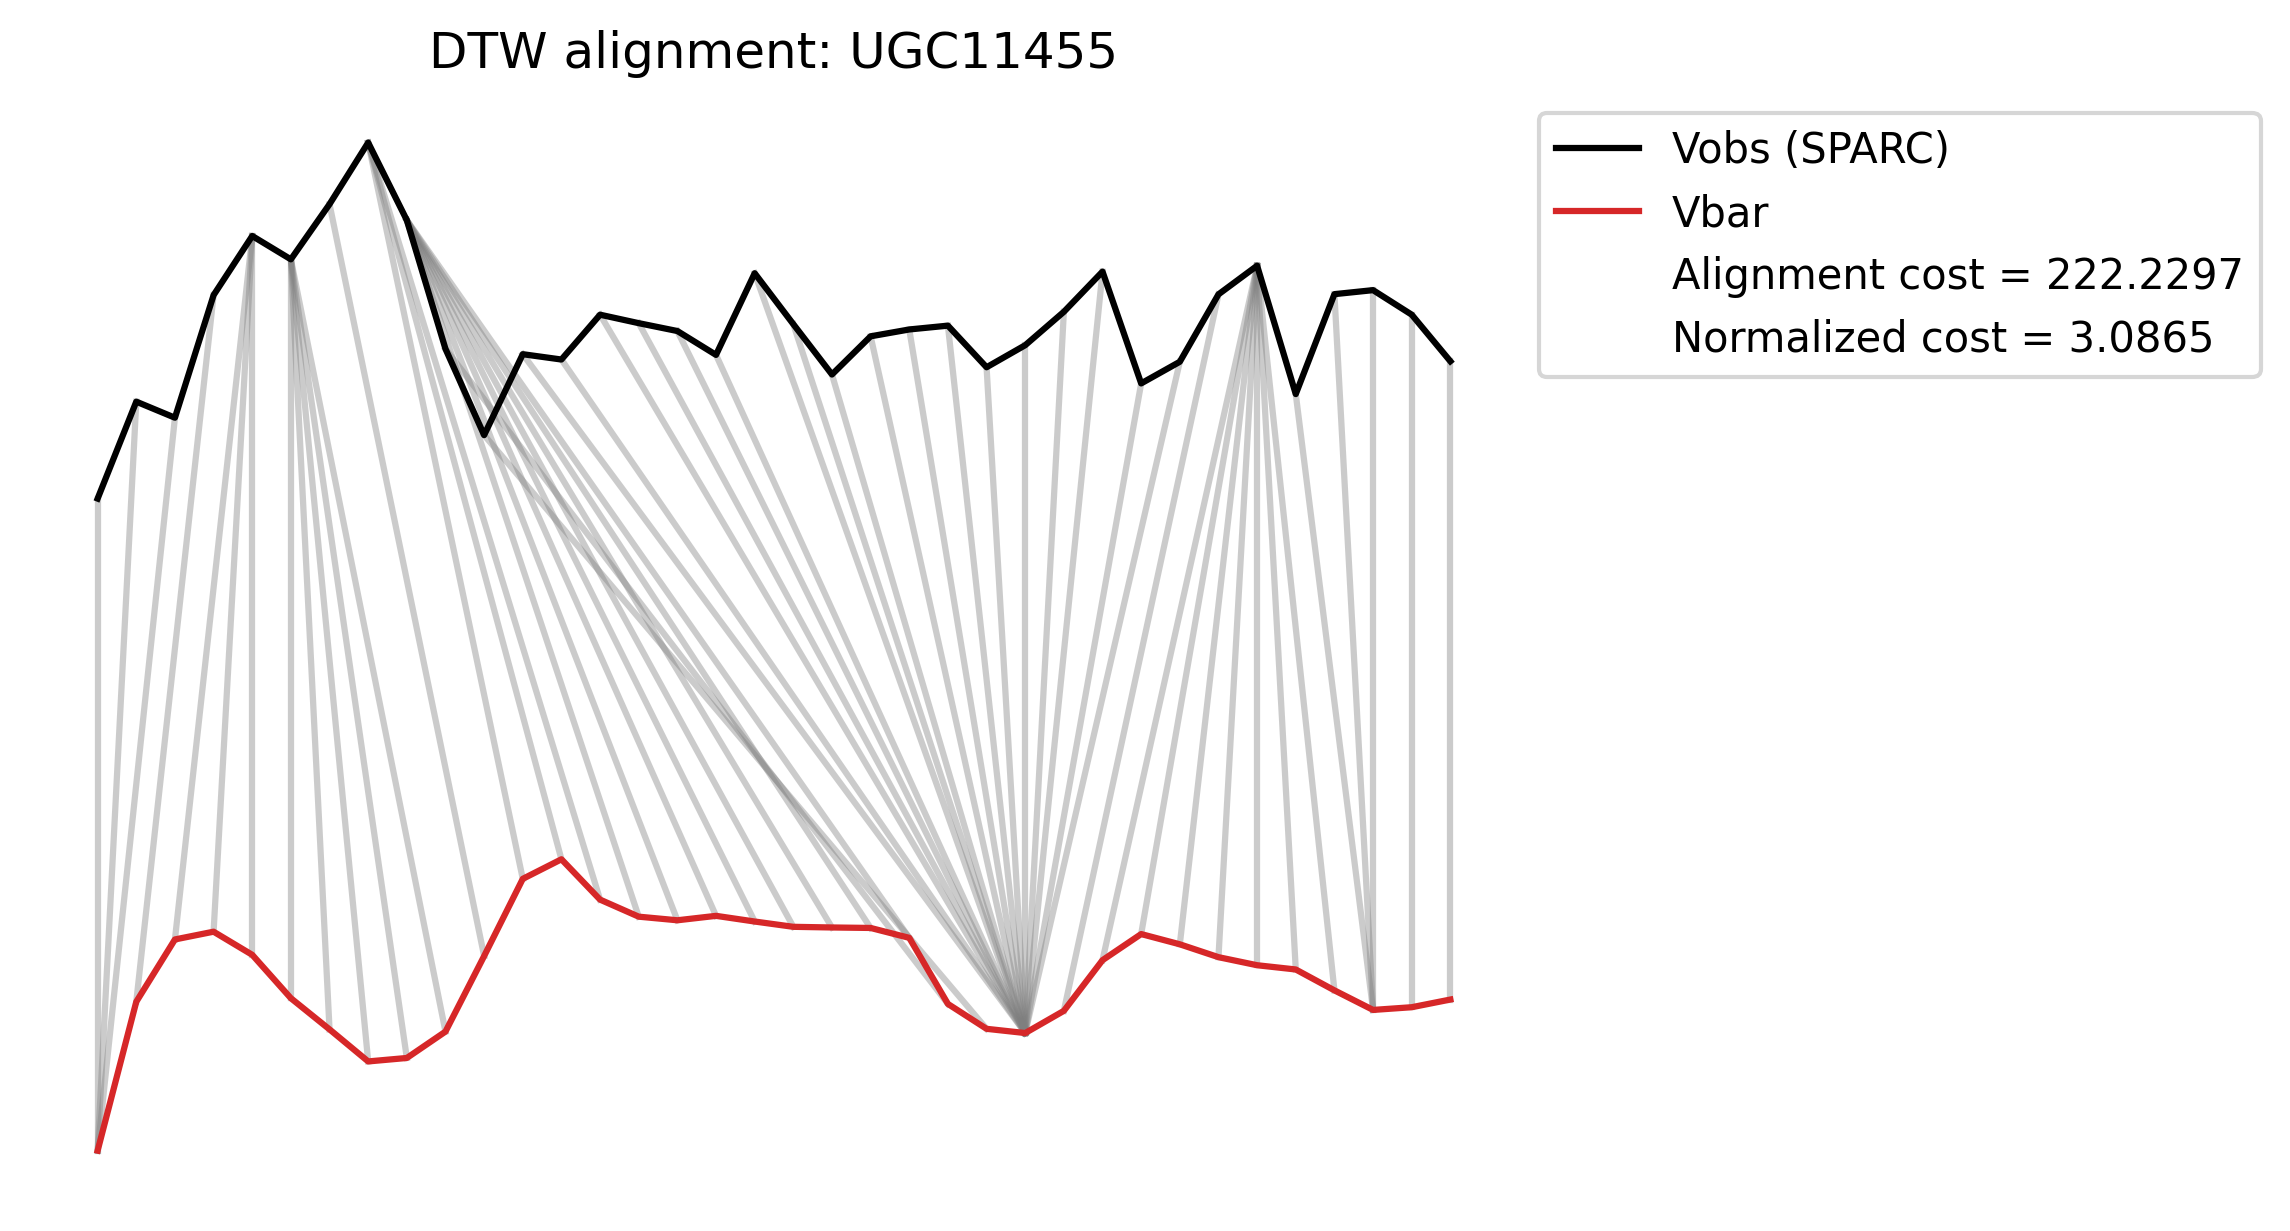 DTW alignment: UGC11455
Vobs (SPARC)
Vbar
Alignment cost = 222.2297
Normalized cost = 3.0865